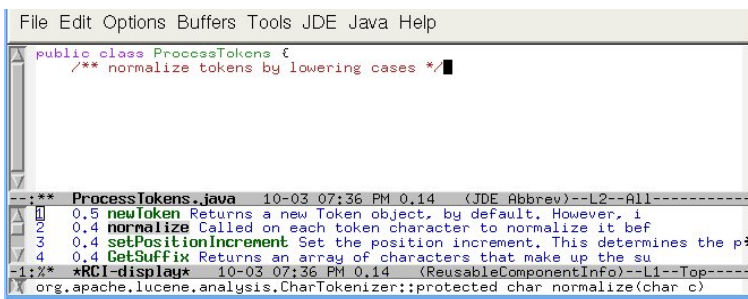 File Edit Options Buffers Tools JDE Java Help
public class ProcessTokens {
/** normalize tokens by lowering cases */
--:** ProcessTokens.java 10-03 07:36 PM 0.14 (JDE Abbrev)--L2--All-----------
1 0.5 newToken Returns a new Token object, by default. However, i
2 0.4 normalize Called on each token character to normalize it bef
3 0.4 setPositionIncrement Set the position increment. This determines the p
4 0.4 GetSuffix Returns an array of characters that make up the su
-1:%* *RCI-display* 10-03 07:36 PM 0.14 (ReusableComponentInfo)--L1--Top-----
org.apache.lucene.analysis.CharTokenizer::protected char normalize(char c)